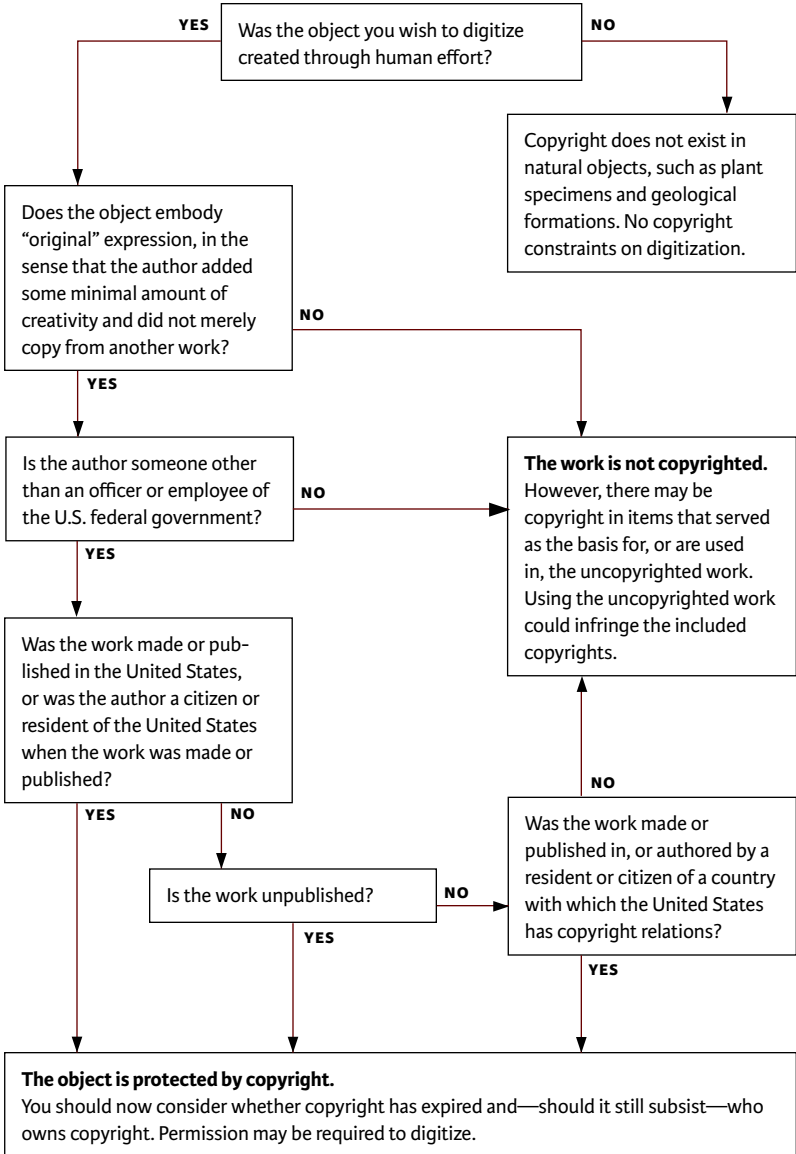 YES
Was the object you wish to digitize
created through human effort?
NO
Copyright does not exist in
natural objects, such as plant
specimens and geological
formations. No copyright
constraints on digitization.
Does the object embody
“original” expression, in the
sense that the author added
some minimal amount of
creativity and did not merely
copy from another work?
NO
YES
Is the author someone other
than an officer or employee of
the U.S. federal government?
NO
The work is not copyrighted.
However, there may be
copyright in items that served
as the basis for, or are used
in, the uncopyrighted work.
Using the uncopyrighted work
could infringe the included
copyrights.
YES
Was the work made or pub-
lished in the United States,
or was the author a citizen or
resident of the United States
when the work was made or
published?
YES
NO
Is the work unpublished?
NO
YES
NO
Was the work made or
published in, or authored by a
resident or citizen of a country
with which the United States
has copyright relations?
YES
The object is protected by copyright.
You should now consider whether copyright has expired and—should it still subsist—who
owns copyright. Permission may be required to digitize.